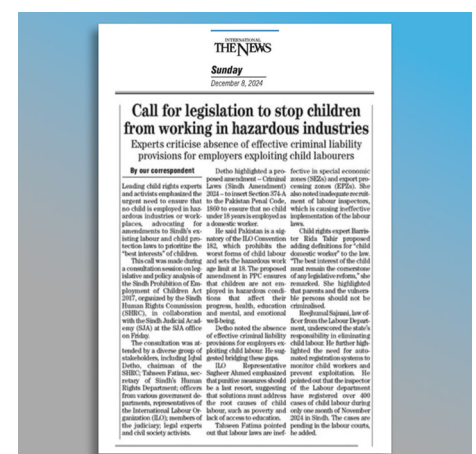 INTERNATIONAL
THE NEWS
Sunday
December 8, 2024
Call for legislation to stop children
from working in hazardous industries
Experts criticise absence of effective criminal liability
provisions for employers exploiting child labourers
By our correspondent
Leading child rights experts
and activists emphasized the
urgent need to ensure that
no child is employed in haz-
ardous industries or work-
places, advocating for
amendments to Sindh's ex-
isting labour and child pro-
tection laws to prioritize the
"best interests" of children.
This call was made during
a consultation session on leg-
islative and policy analysis of
the Sindh Prohibition of Em-
ployment of Children Act
2017, organized by the Sindh
Human Rights Commission
(SHRC), in collaboration
with the Sindh Judicial Acad-
emy (SJA) at the SJA office
on Friday.
The consultation was at-
tended by a diverse group of
stakeholders, including Iqbal
Detho, chairman of the
SHRC; Tahseen Fatima, sec-
retary of Sindh's Human
Rights Department; officers
from various government de-
partments, representatives of
the International Labour Or-
ganization (ILO); members of
the judiciary, legal experts
and civil society activists.
Detho highlighted a pro-
posed amendment – Criminal
Laws (Sindh Amendment)
2024 – to insert Section 374-A
to the Pakistan Penal Code,
1860 to ensure that no child
under 18 years is employed as
a domestic worker.
He said Pakistan is a sig-
natory of the ILO Convention
182, which prohibits the
worst forms of child labour
and sets the hazardous work
age limit at 18. The proposed
amendment in PPC ensures
that children are not em-
ployed in hazardous condi-
tions that affect their
progress, health, education
and mental, and emotional
well-being.
Detho noted the absence
of effective criminal liability
provisions for employers ex-
ploiting child labour. He sug-
gested bridging these gaps.
ILO Representative
Sagheer Ahmed emphasized
that punitive measures should
be a last resort, suggesting
that solutions must address
the root causes of child
labour, such as poverty and
lack of access to education.
Tahseen Fatima pointed
out that labour laws are inef-
fective in special economic
zones (SEZs) and export pro-
cessing zones (EPZs). She
also noted inadequate recruit-
ment of labour inspectors,
which is causing ineffective
implementation of the labour
laws.
Child rights expert Barris-
ter Rida Tahir proposed
adding definitions for "child
domestic worker" to the law.
"The best interest of the child
must remain the cornerstone
of any legislative reform," she
remarked. She highlighted
that parents and the vulnera-
ble persons should not be
criminalised.
Reejhumal Sajnani, law of-
ficer from the Labour Depart-
ment, underscored the state's
responsibility in eliminating
child labour. He further high-
lighted the need for auto-
mated registration systems to
monitor child workers and
prevent exploitation. He
pointed out that the inspector
of the Labour department
have registered over 400
cases of child labour during
only one month of November
2024 in Sindh. The cases are
pending in the labour courts,
he added.